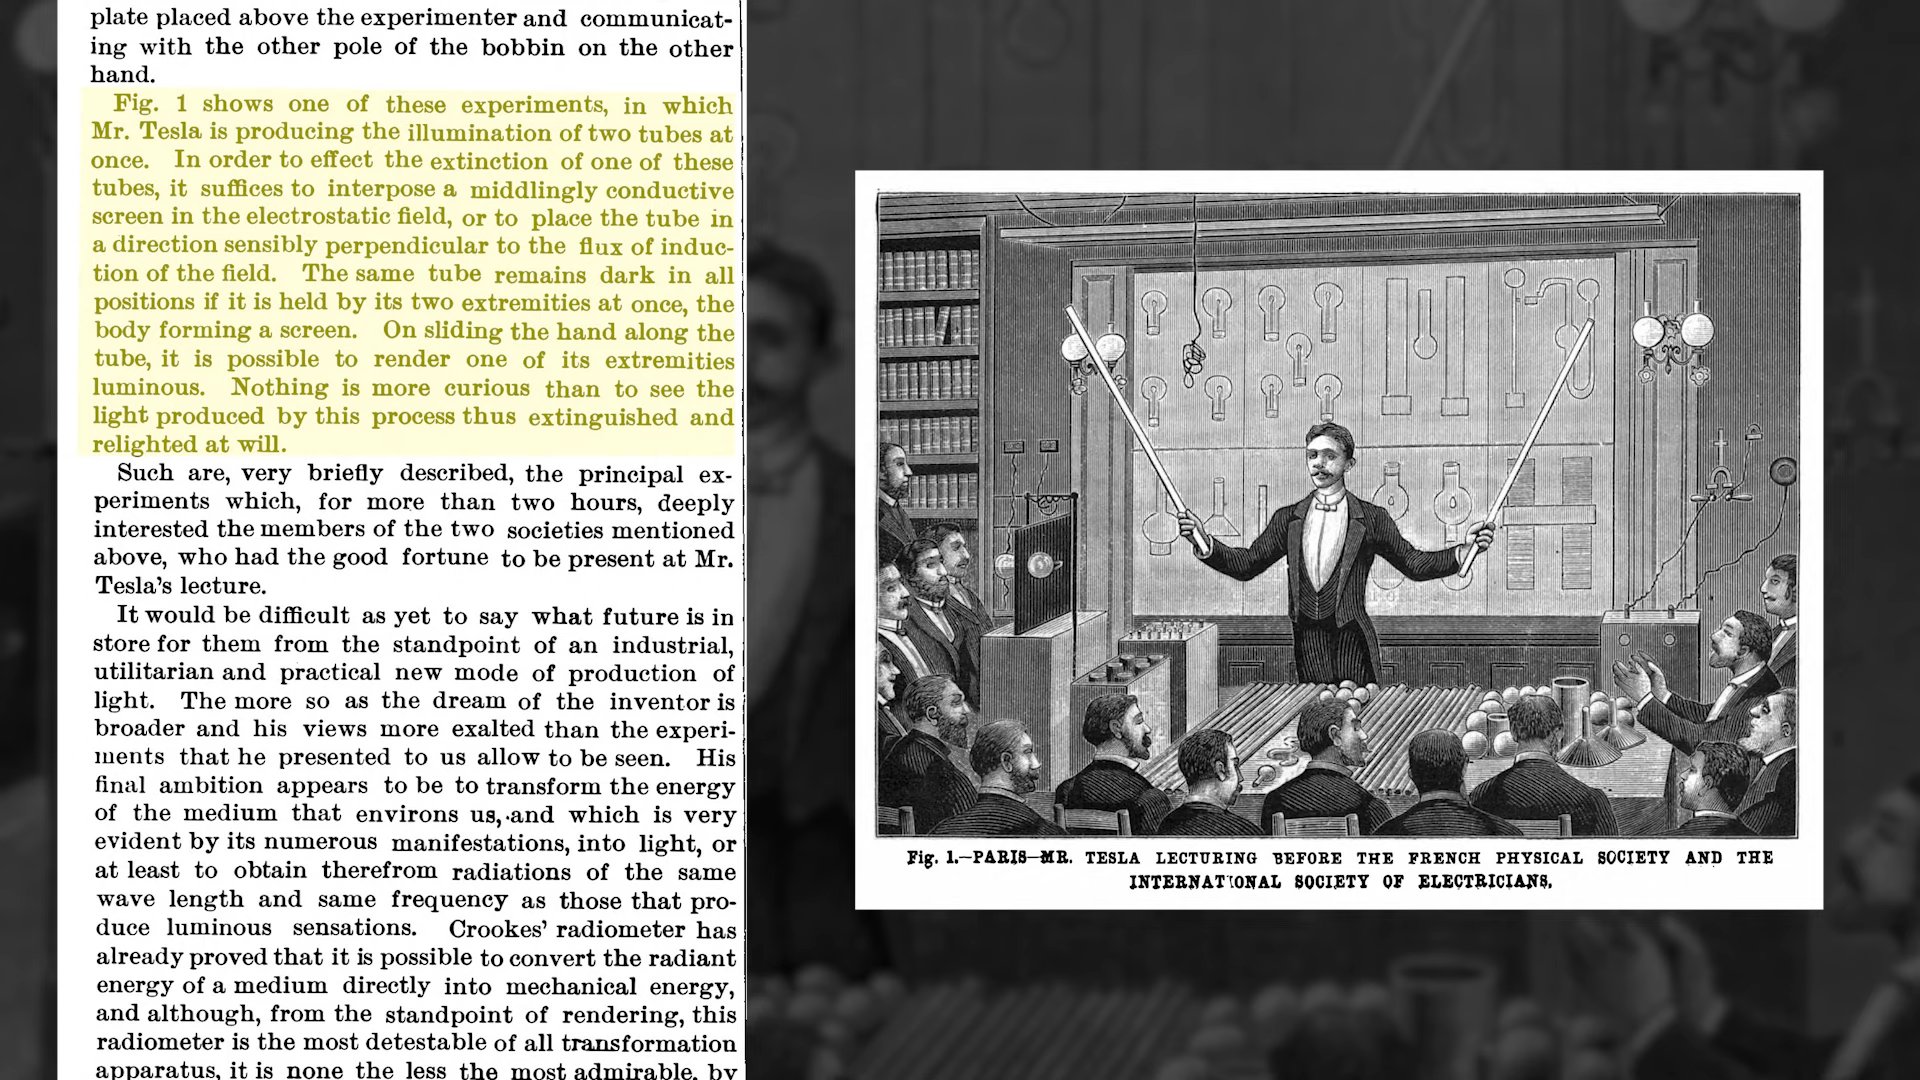 plate placed above the experimenter and communicat-
ing with the other pole of the bobbin on the other
hand.
Fig. 1 shows one of these experiments, in which
Mr. Tesla is producing the illumination of two tubes at
once. In order to effect the extinction of one of these
tubes, it suffices to interpose a middlingly conductive
screen in the electrostatic field, or to place the tube in
a direction sensibly perpendicular to the flux of induc-
tion of the field. The same tube remains dark in all
positions if it is held by its two extremities at once, the
body forming a screen. On sliding the hand along the
tube, it is possible to render one of its extremities
luminous. Nothing is more curious than to see the
light produced by this process thus extinguished and
relighted at will.
Such are, very briefly described, the principal ex-
periments which, for more than two hours, deeply
interested the members of the two societies mentioned
above, who had the good fortune to be present at Mr.
Tesla's lecture.
It would be difficult as yet to say what future is in
store for them from the standpoint of an industrial,
utilitarian and practical new mode of production of
light. The more so as the dream of the inventor is
broader and his views more exalted than the experi-
ments that he presented to us allow to be seen. His
final ambition appears to be to transform the energy
of the medium that environs us, and which is very
evident by its numerous manifestations, into light, or
at least to obtain therefrom radiations of the same
wave length and same frequency as those that pro-
duce luminous sensations. Crookes' radiometer has
already proved that it is possible to convert the radiant
energy of a medium directly into mechanical energy,
and although, from the standpoint of rendering, this
radiometer is the most detestable of all transformation
apparatus, it is none the less the most admirable, by
Fig. 1.—PARIS—MR. TESLA LECTURING BEFORE THE FRENCH PHYSICAL SOCIETY AND THE
INTERNATIONAL SOCIETY OF ELECTRICIANS.